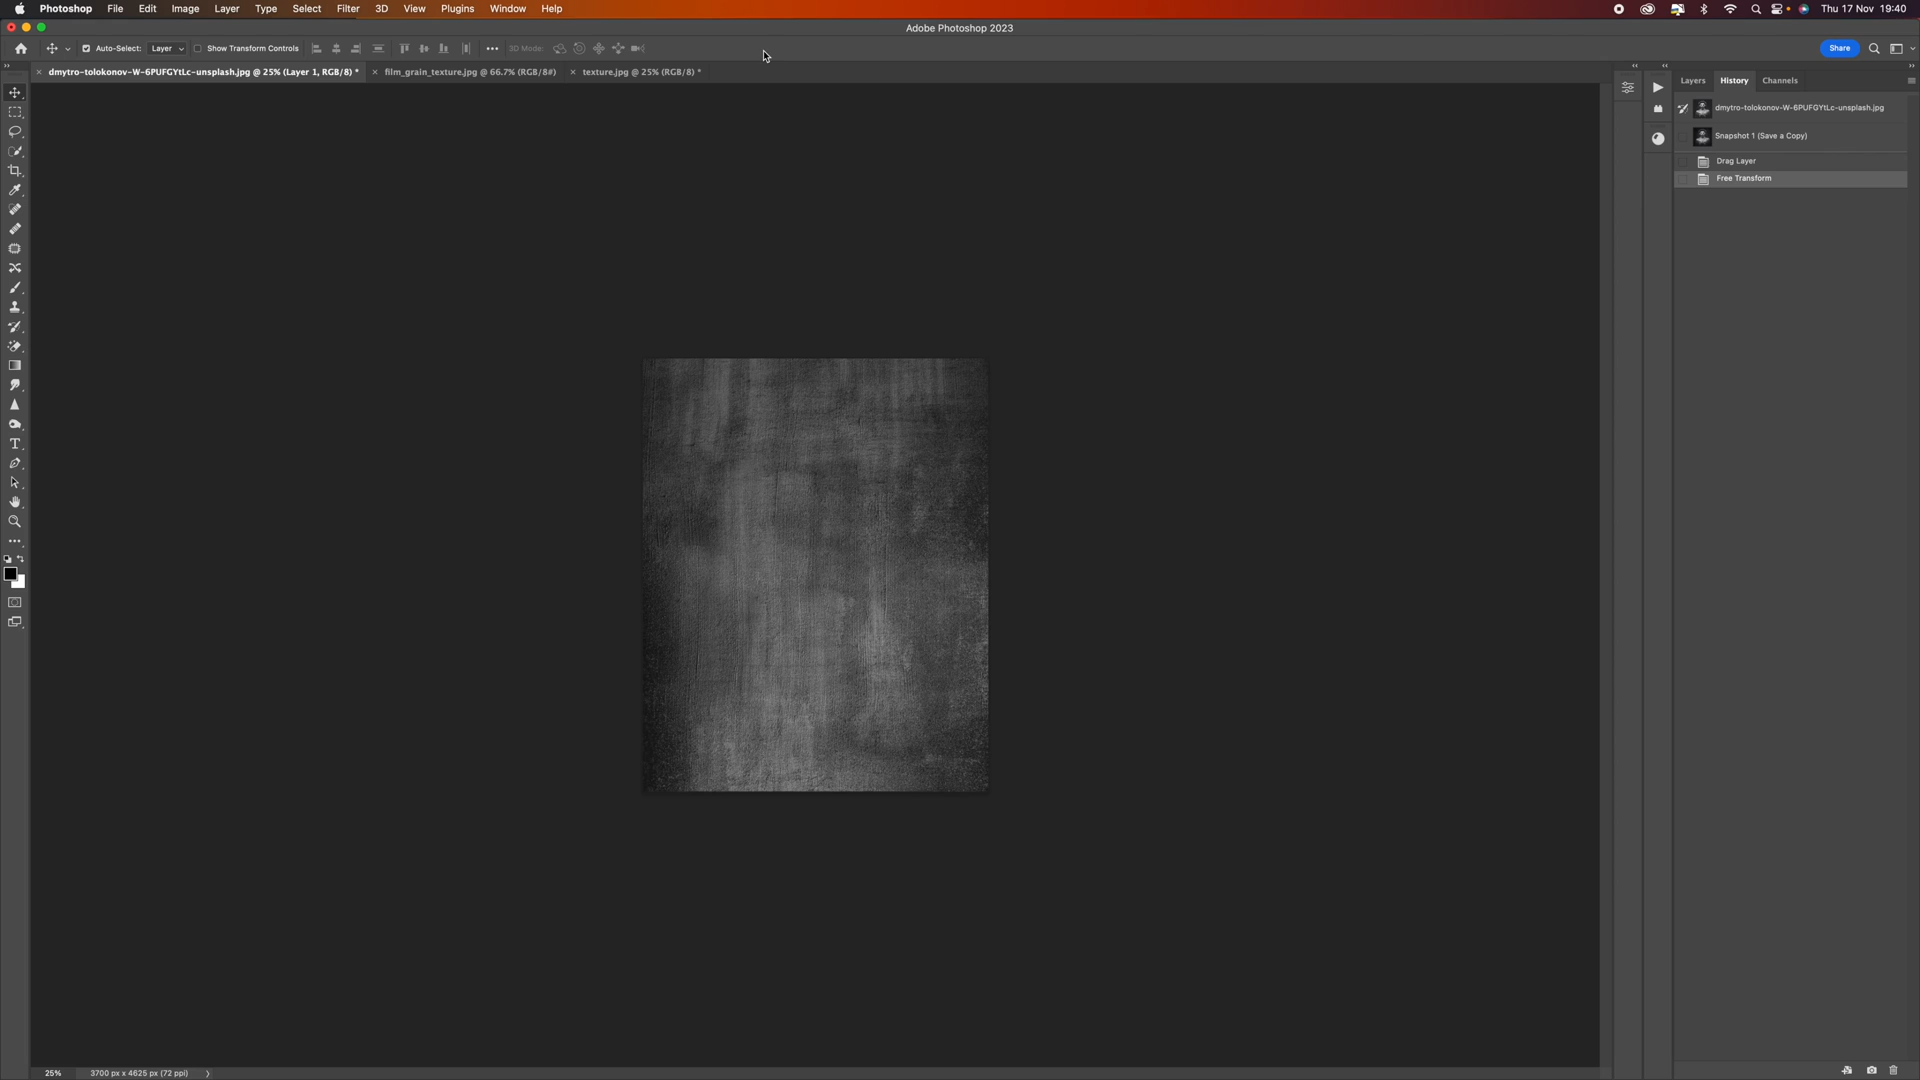 Photoshop File Edit Image Layer Type Select Filter 3D View Plugins Window Help Thu 17 Nov 19:40
Adobe Photoshop 2023
Auto-Select: Layer Show Transform Controls 3D Mode: Share
dmytro-tolokonov-W-6PUFGYtLc-unsplash.jpg @ 25% (Layer 1, RGB/8) * film_grain_texture.jpg @ 66.7% (RGB/8#) texture.jpg @ 25% (RGB/8) *
Layers History Channels
dmytro-tolokonov-W-6PUFGYtLc-unsplash.jpg
Snapshot 1 (Save a Copy)
Drag Layer
Free Transform
25% 3700 px x 4625 px (72 ppi)